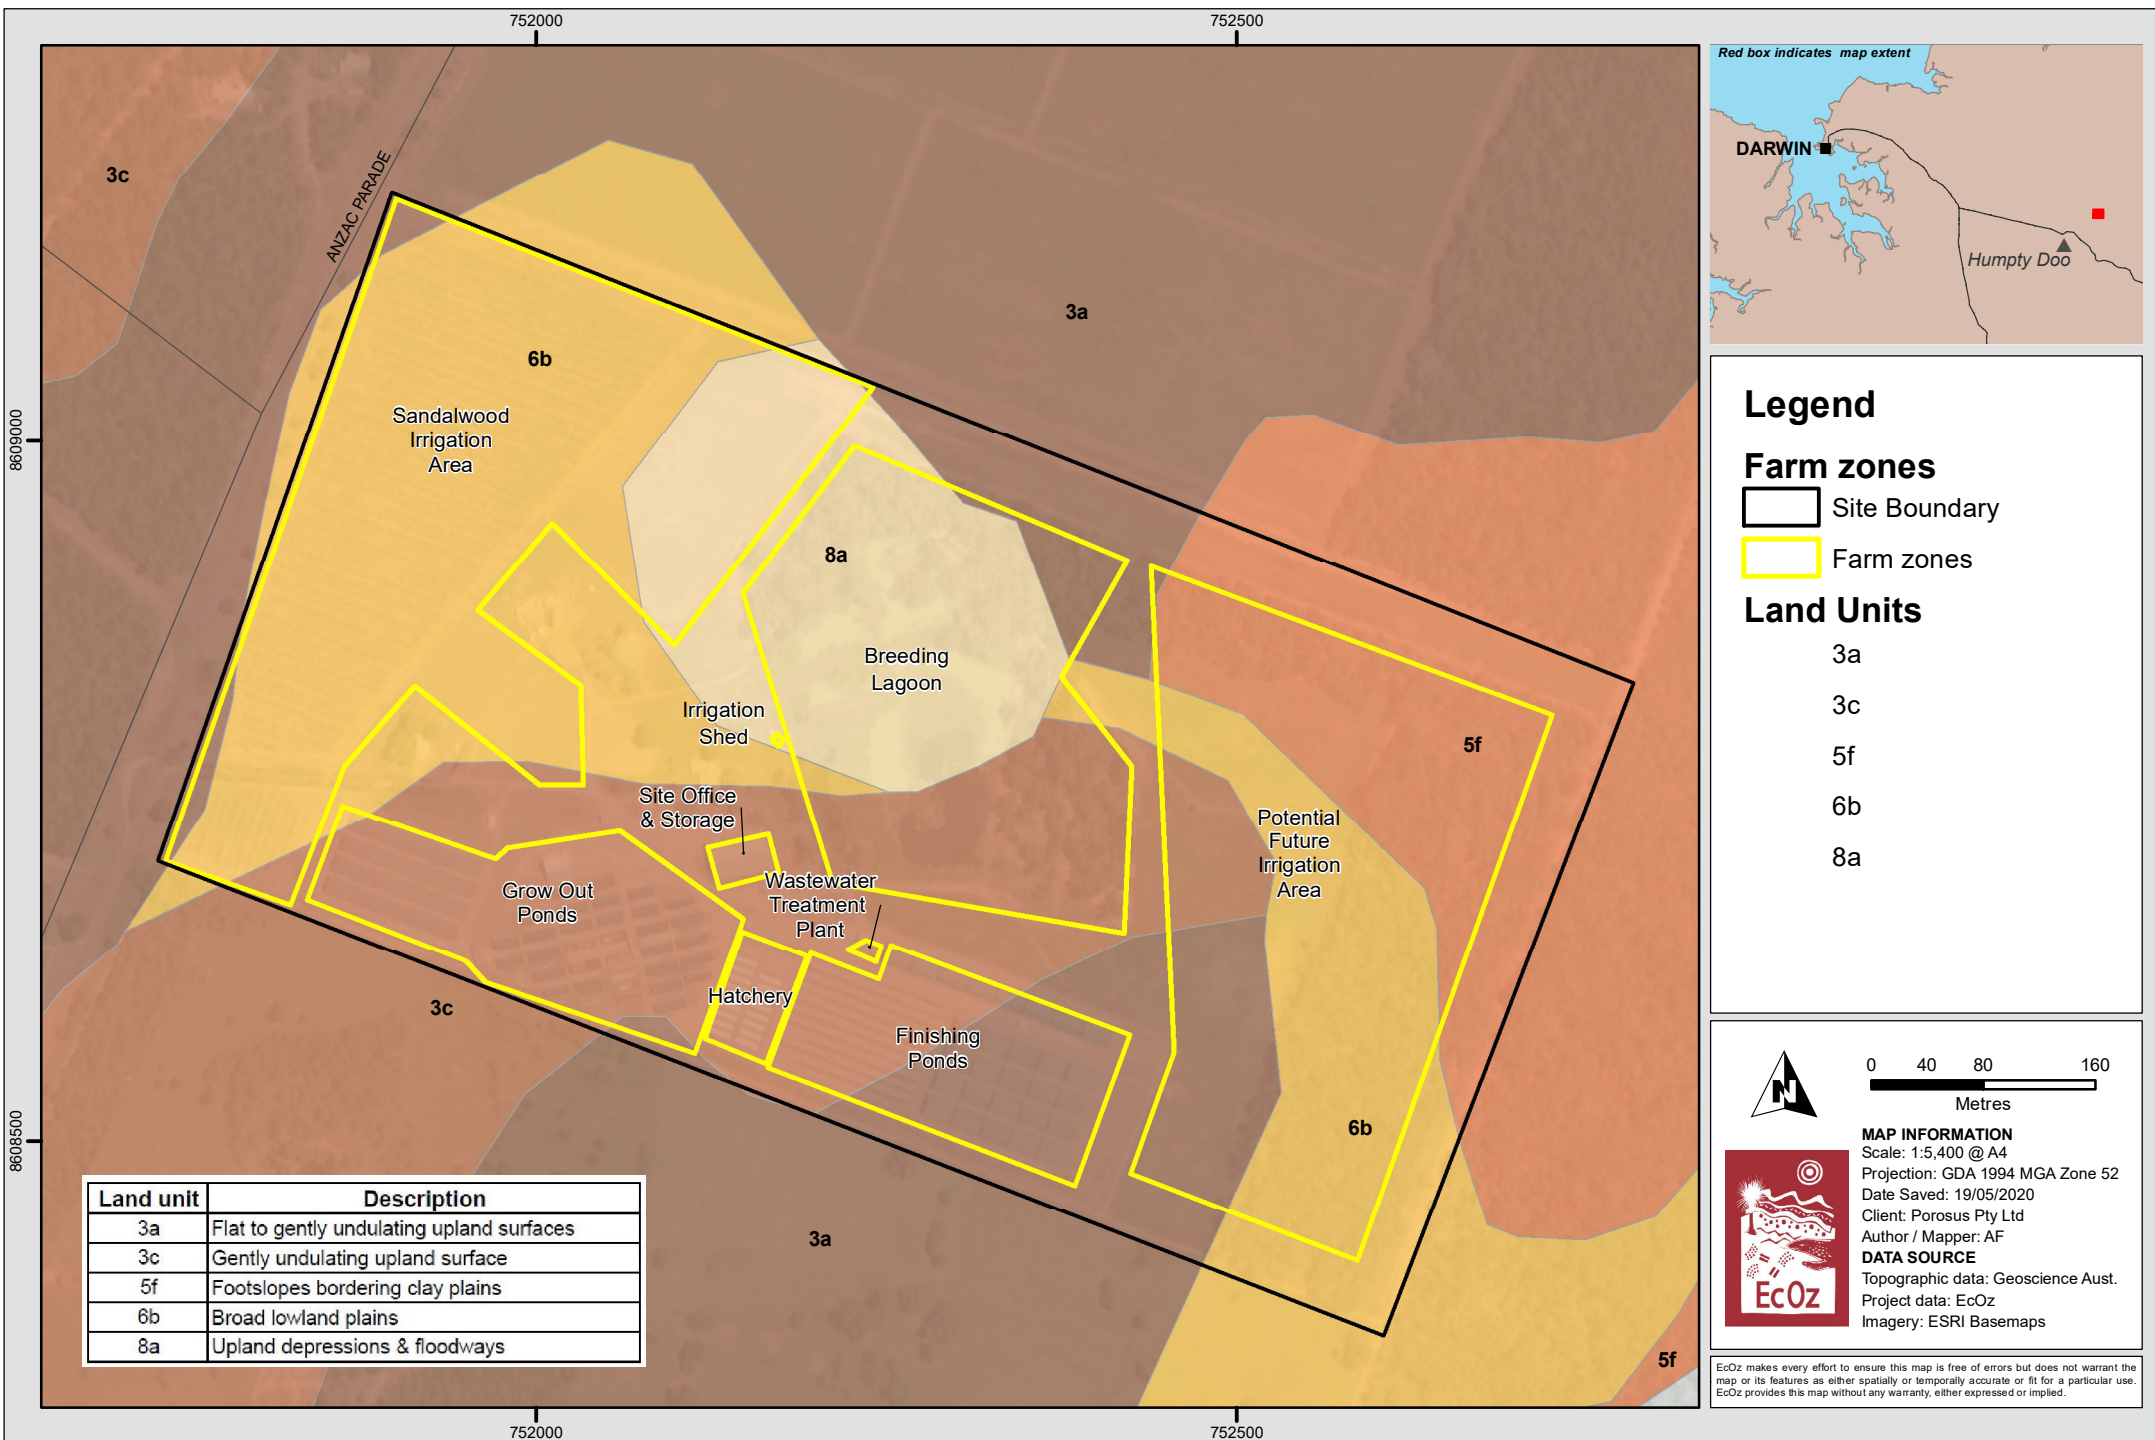 752000
752500
Red box indicates map extent
DARWIN
Humpty Doo
3c
ANZAC PARADE
3a
6b
Sandalwood
Irrigation
Area
8609000
8a
Breeding
Lagoon
Irrigation
Shed
5f
Site Office
& Storage
Potential
Future
Irrigation
Area
Wastewater
Treatment
Plant
Grow Out
Ponds
Hatchery
3c
Finishing
Ponds
6b
8608500
3a
5f
Land unit Description
3a Flat to gently undulating upland surfaces
3c Gently undulating upland surface
5f Footslopes bordering clay plains
6b Broad lowland plains
8a Upland depressions & floodways
752000
752500
Legend
Farm zones
Site Boundary
Farm zones
Land Units
3a
3c
5f
6b
8a
N
0 40 80 160
Metres
MAP INFORMATION
Scale: 1:5,400 @ A4
Projection: GDA 1994 MGA Zone 52
Date Saved: 19/05/2020
Client: Porosus Pty Ltd
Author / Mapper: AF
DATA SOURCE
Topographic data: Geoscience Aust.
Project data: EcOz
Imagery: ESRI Basemaps
EcOz
EcOz makes every effort to ensure this map is free of errors but does not warrant the
map or its features as either spatially or temporally accurate or fit for a particular use.
EcOz provides this map without any warranty, either expressed or implied.